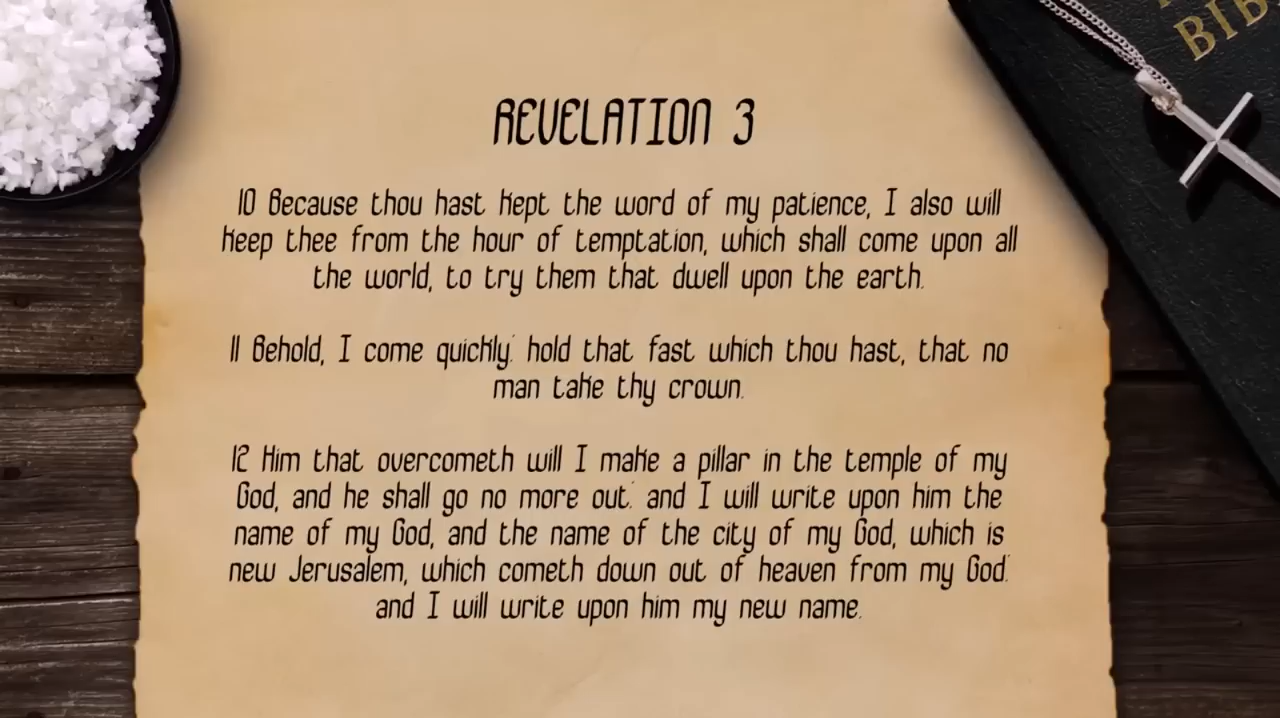 BIB
REVELATION 3
10 Because thou hast kept the word of my patience, I also will
keep thee from the hour of temptation, which shall come upon all
the world, to try them that dwell upon the earth.
11 Behold, I come quickly: hold that fast which thou hast, that no
man take thy crown.
12 Him that overcometh will I make a pillar in the temple of my
God, and he shall go no more out: and I will write upon him the
name of my God, and the name of the city of my God, which is
new Jerusalem, which cometh down out of heaven from my God:
and I will write upon him my new name.